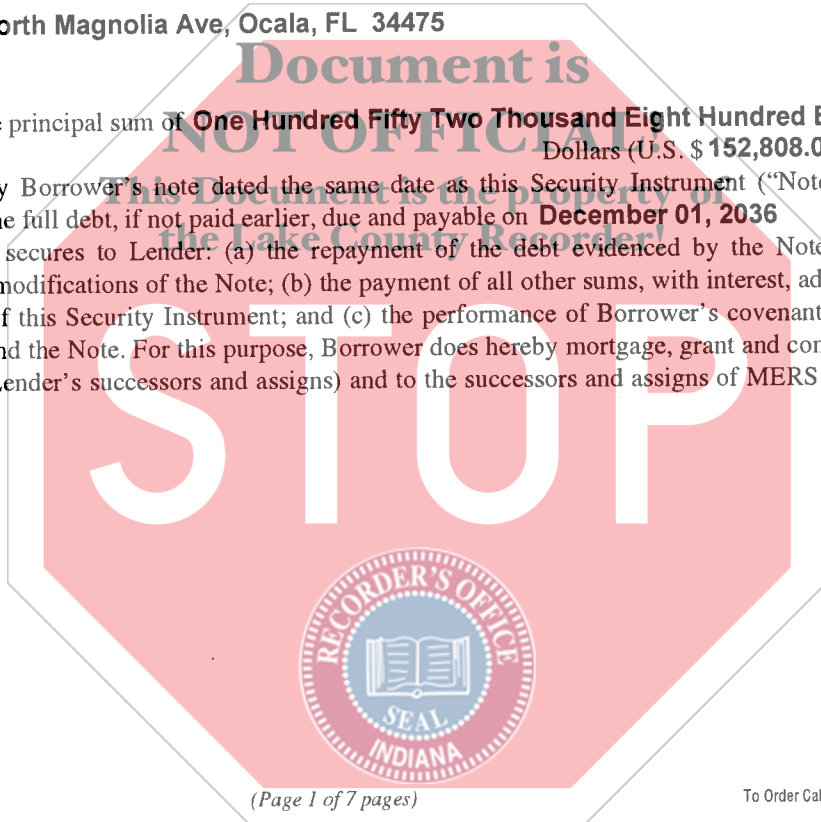 orth Magnolia Ave, Ocala, FL 34475
Document is
NOT OFFICIAL!
principal sum of One Hundred Fifty Two Thousand Eight Hundred
Dollars (U.S. $ 152,808.0
y Borrower's note dated the same date as this Security Instrument (“Note
This Document is the property of
e full debt, if not paid earlier, due and payable on December 01, 2036
the Lake County Recorder!
secures to Lender: (a) the repayment of the debt evidenced by the Note
modifications of the Note; (b) the payment of all other sums, with interest, ad
f this Security Instrument; and (c) the performance of Borrower's covenant
nd the Note. For this purpose, Borrower does hereby mortgage, grant and con
Lender's successors and assigns) and to the successors and assigns of MERS
STOP
RECORDER'S OFFICE
SEAL
INDIANA
(Page 1 of 7 pages)
To Order Cal